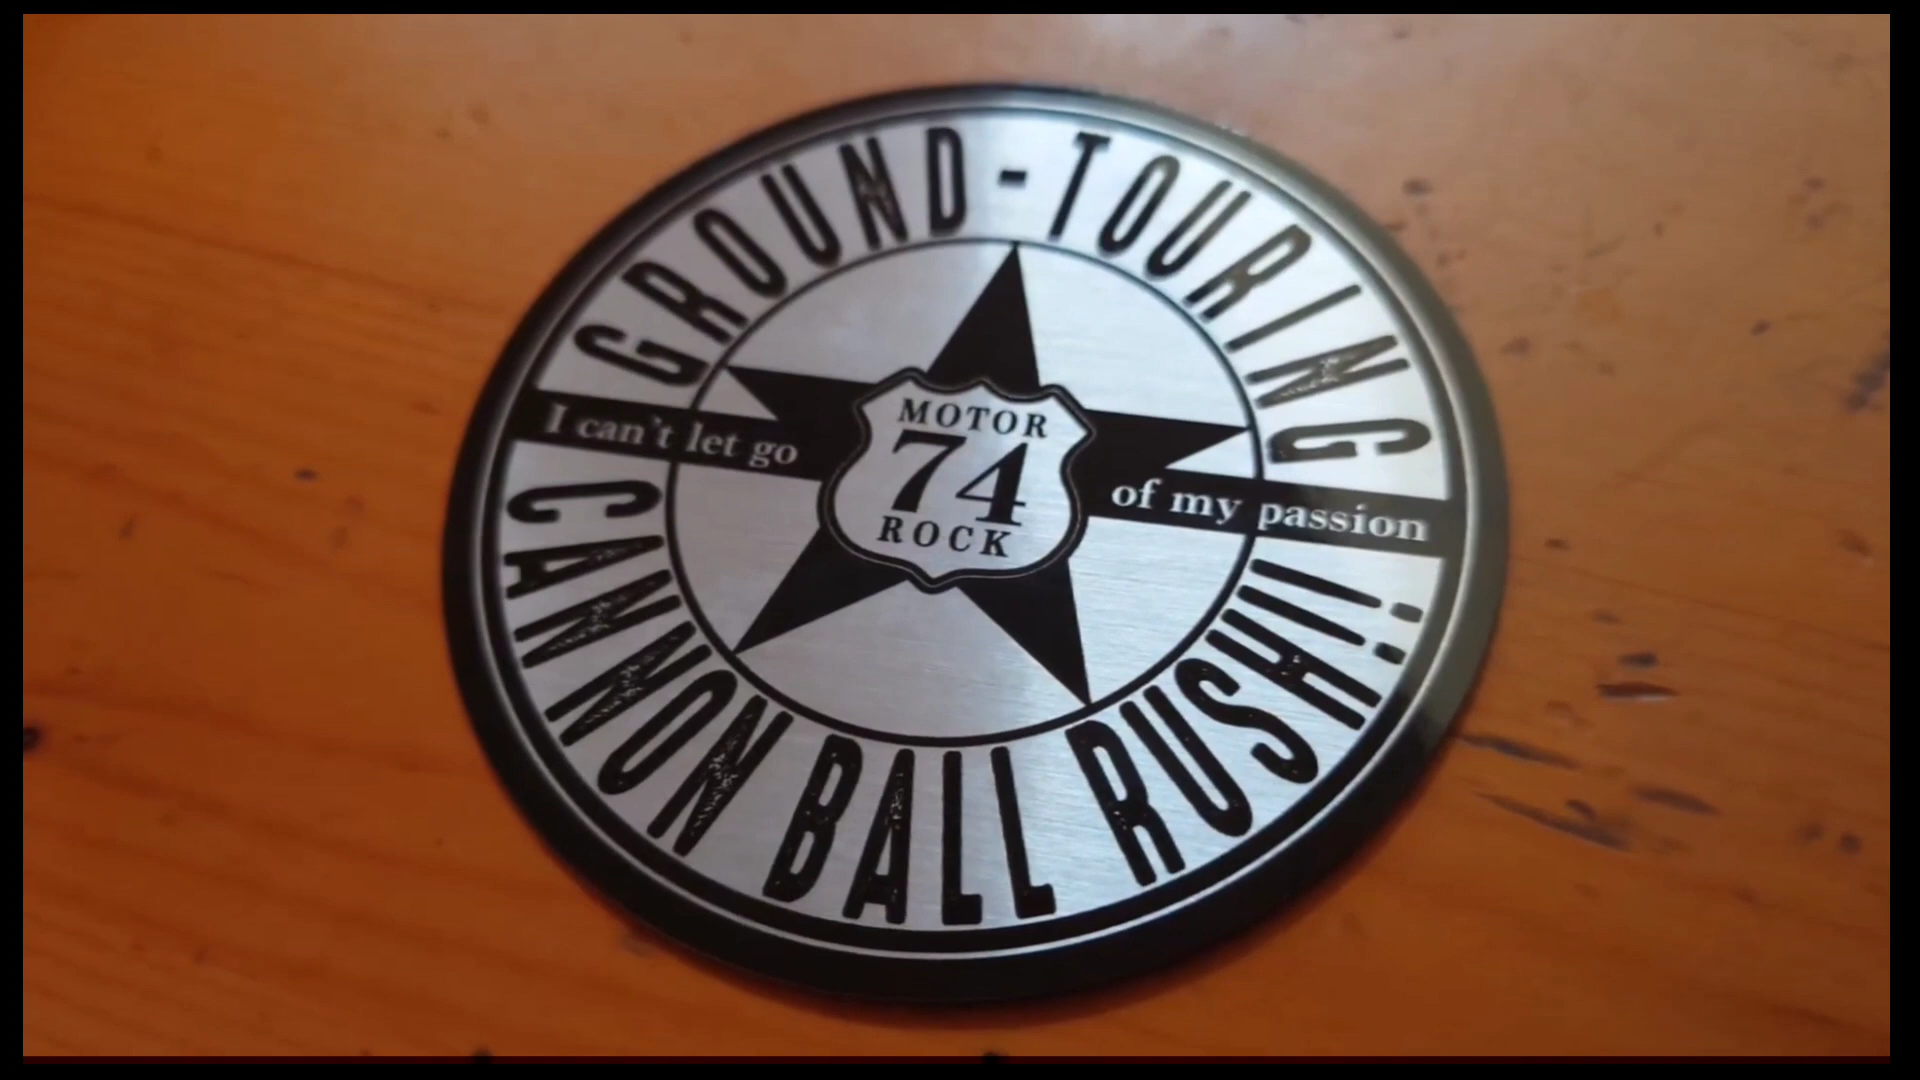 GROUND-TOURING
I can't let go
MOTOR
74
ROCK
of my passion
CANNON BALL RUSH!!